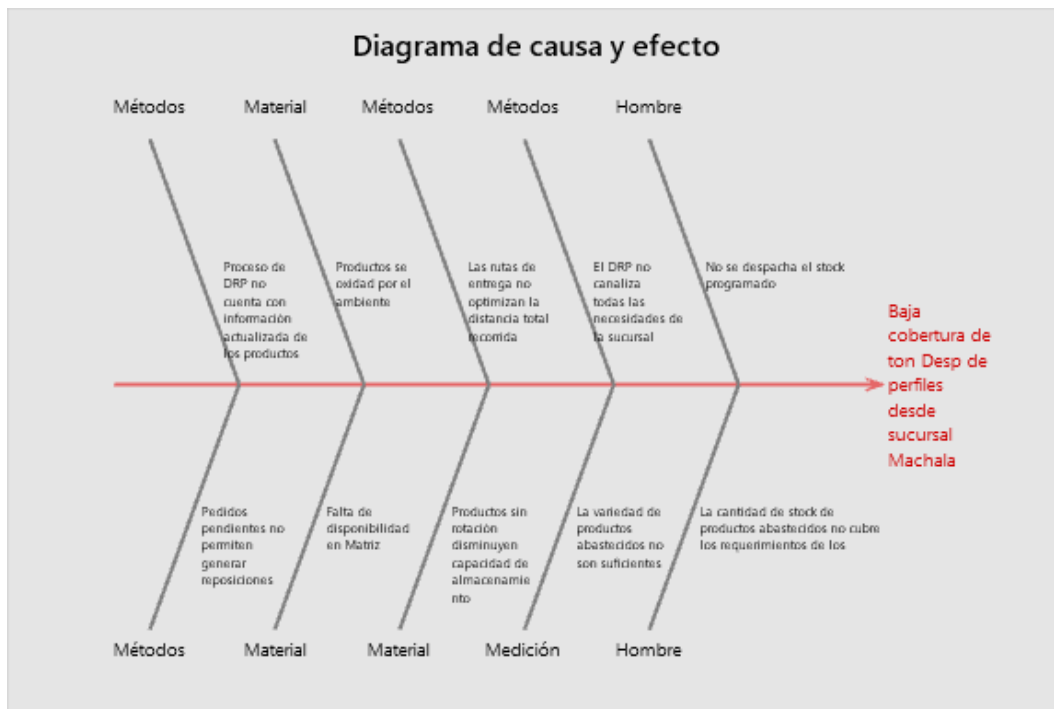 Diagrama de causa y efecto
Métodos
Material
Métodos
Métodos
Hombre
Proceso de
DRP no
cuenta con
información
actualizada de
los productos
Productos se
oxidad por el
ambiente
Las rutas de
entrega no
optimizan la
distancia total
recorrida
El DRP no
canaliza
todas las
necesidades de
la sucursal
No se despacha el stock
programado
Baja
cobertura de
ton Desp de
perfiles
desde
sucursal
Machala
Pedidos
pendientes no
permiten
generar
reposiciones
Falta de
disponibilidad
en Matriz
Productos sin
rotación
disminuyen
capacidad de
almacenamie
nto
La variedad de
productos
abastecidos no
son suficientes
La cantidad de stock de
productos abastecidos no cubre
los requerimientos de los
Métodos
Material
Material
Medición
Hombre